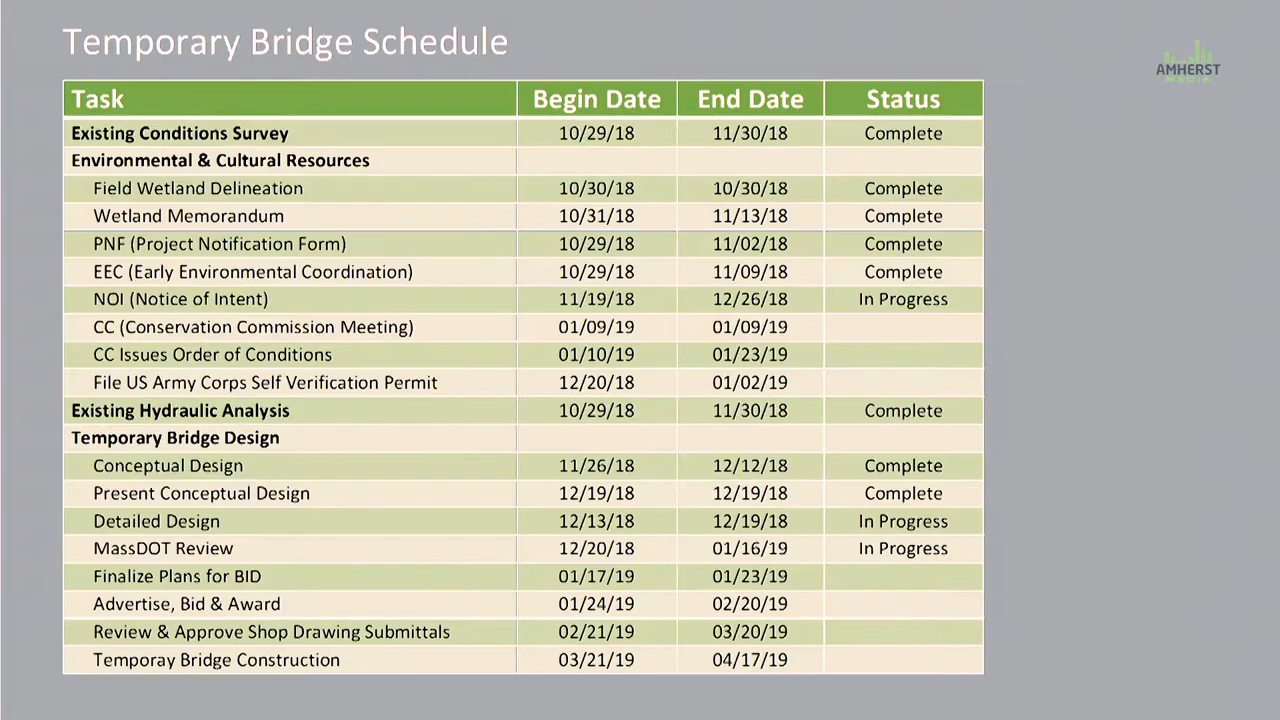 Temporary Bridge Schedule
AMHERST
MEDIA
Task Begin Date End Date Status
Existing Conditions Survey 10/29/18 11/30/18 Complete
Environmental & Cultural Resources
Field Wetland Delineation 10/30/18 10/30/18 Complete
Wetland Memorandum 10/31/18 11/13/18 Complete
PNF (Project Notification Form) 10/29/18 11/02/18 Complete
EEC (Early Environmental Coordination) 10/29/18 11/09/18 Complete
NOI (Notice of Intent) 11/19/18 12/26/18 In Progress
CC (Conservation Commission Meeting) 01/09/19 01/09/19
CC Issues Order of Conditions 01/10/19 01/23/19
File US Army Corps Self Verification Permit 12/20/18 01/02/19
Existing Hydraulic Analysis 10/29/18 11/30/18 Complete
Temporary Bridge Design
Conceptual Design 11/26/18 12/12/18 Complete
Present Conceptual Design 12/19/18 12/19/18 Complete
Detailed Design 12/13/18 12/19/18 In Progress
MassDOT Review 12/20/18 01/16/19 In Progress
Finalize Plans for BID 01/17/19 01/23/19
Advertise, Bid & Award 01/24/19 02/20/19
Review & Approve Shop Drawing Submittals 02/21/19 03/20/19
Temporay Bridge Construction 03/21/19 04/17/19